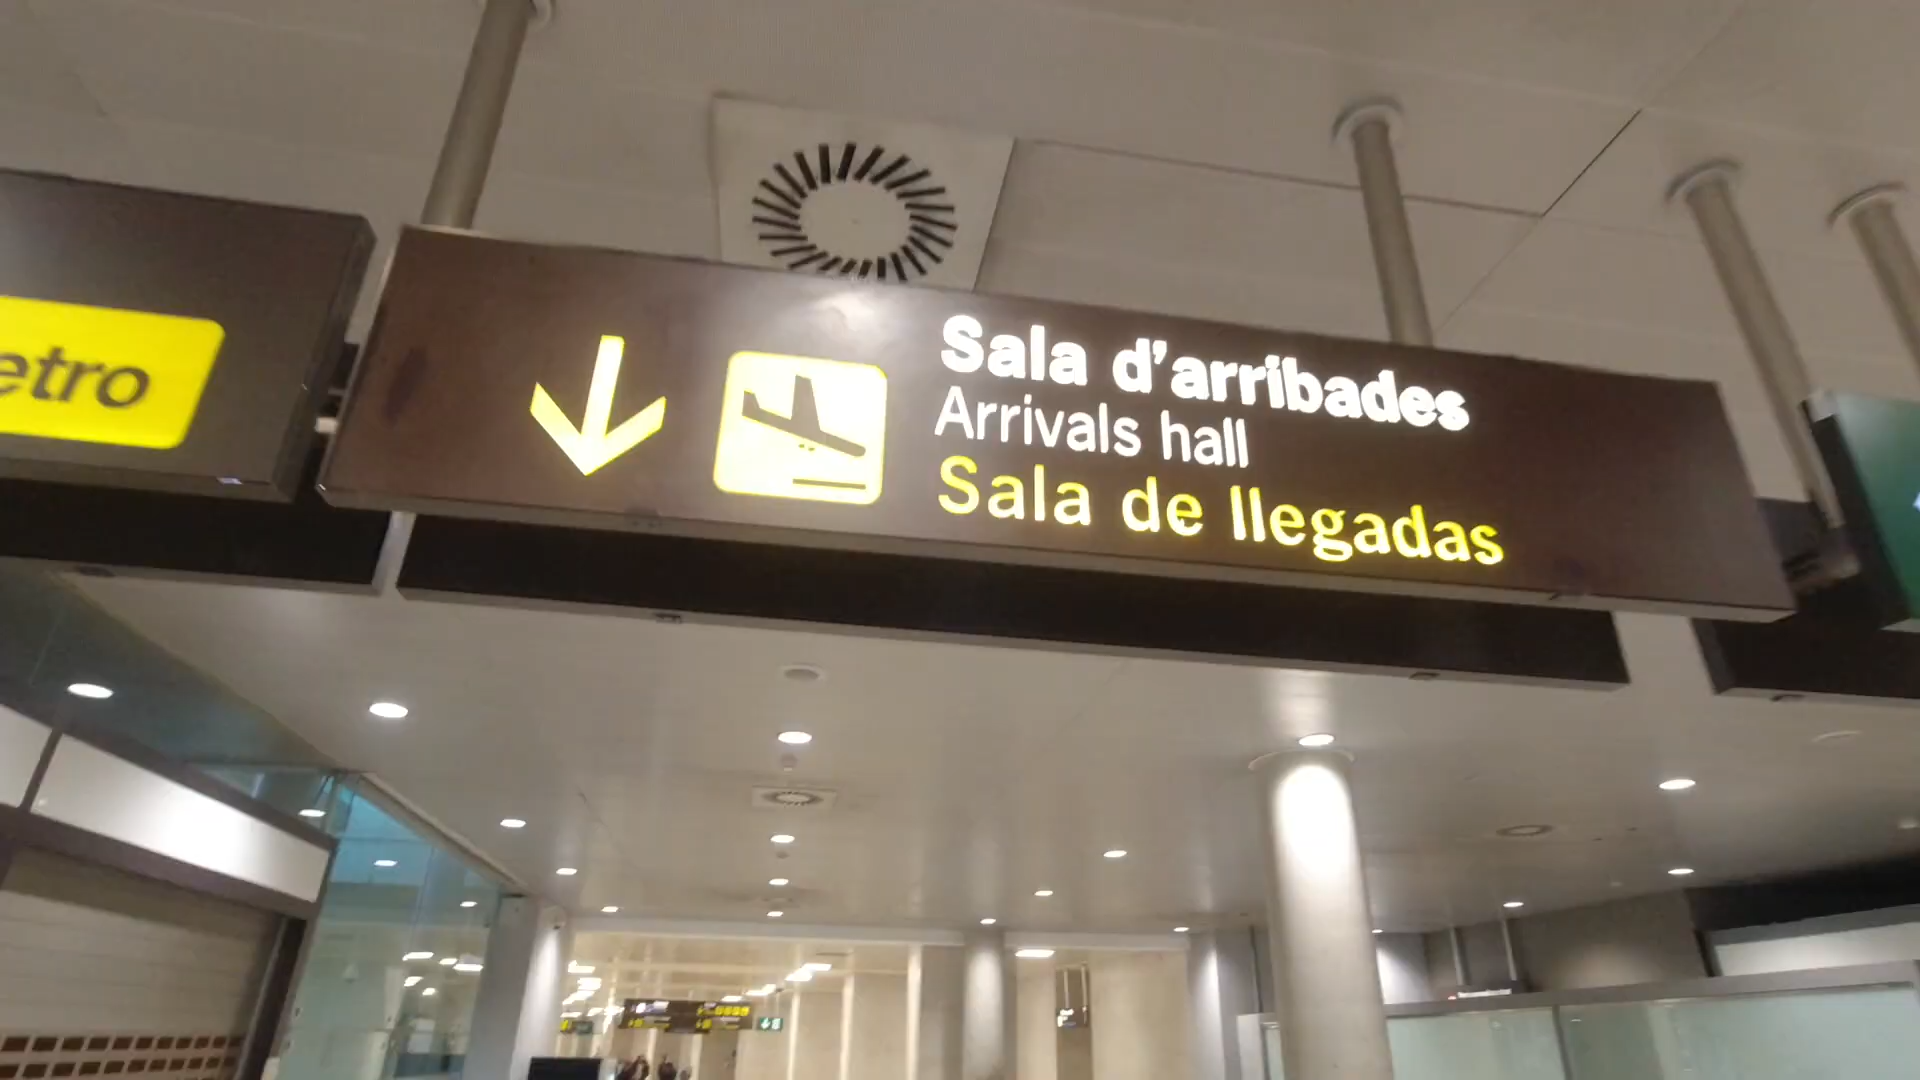 etro
Sala d'arribades
Arrivals hall
Sala de llegadas